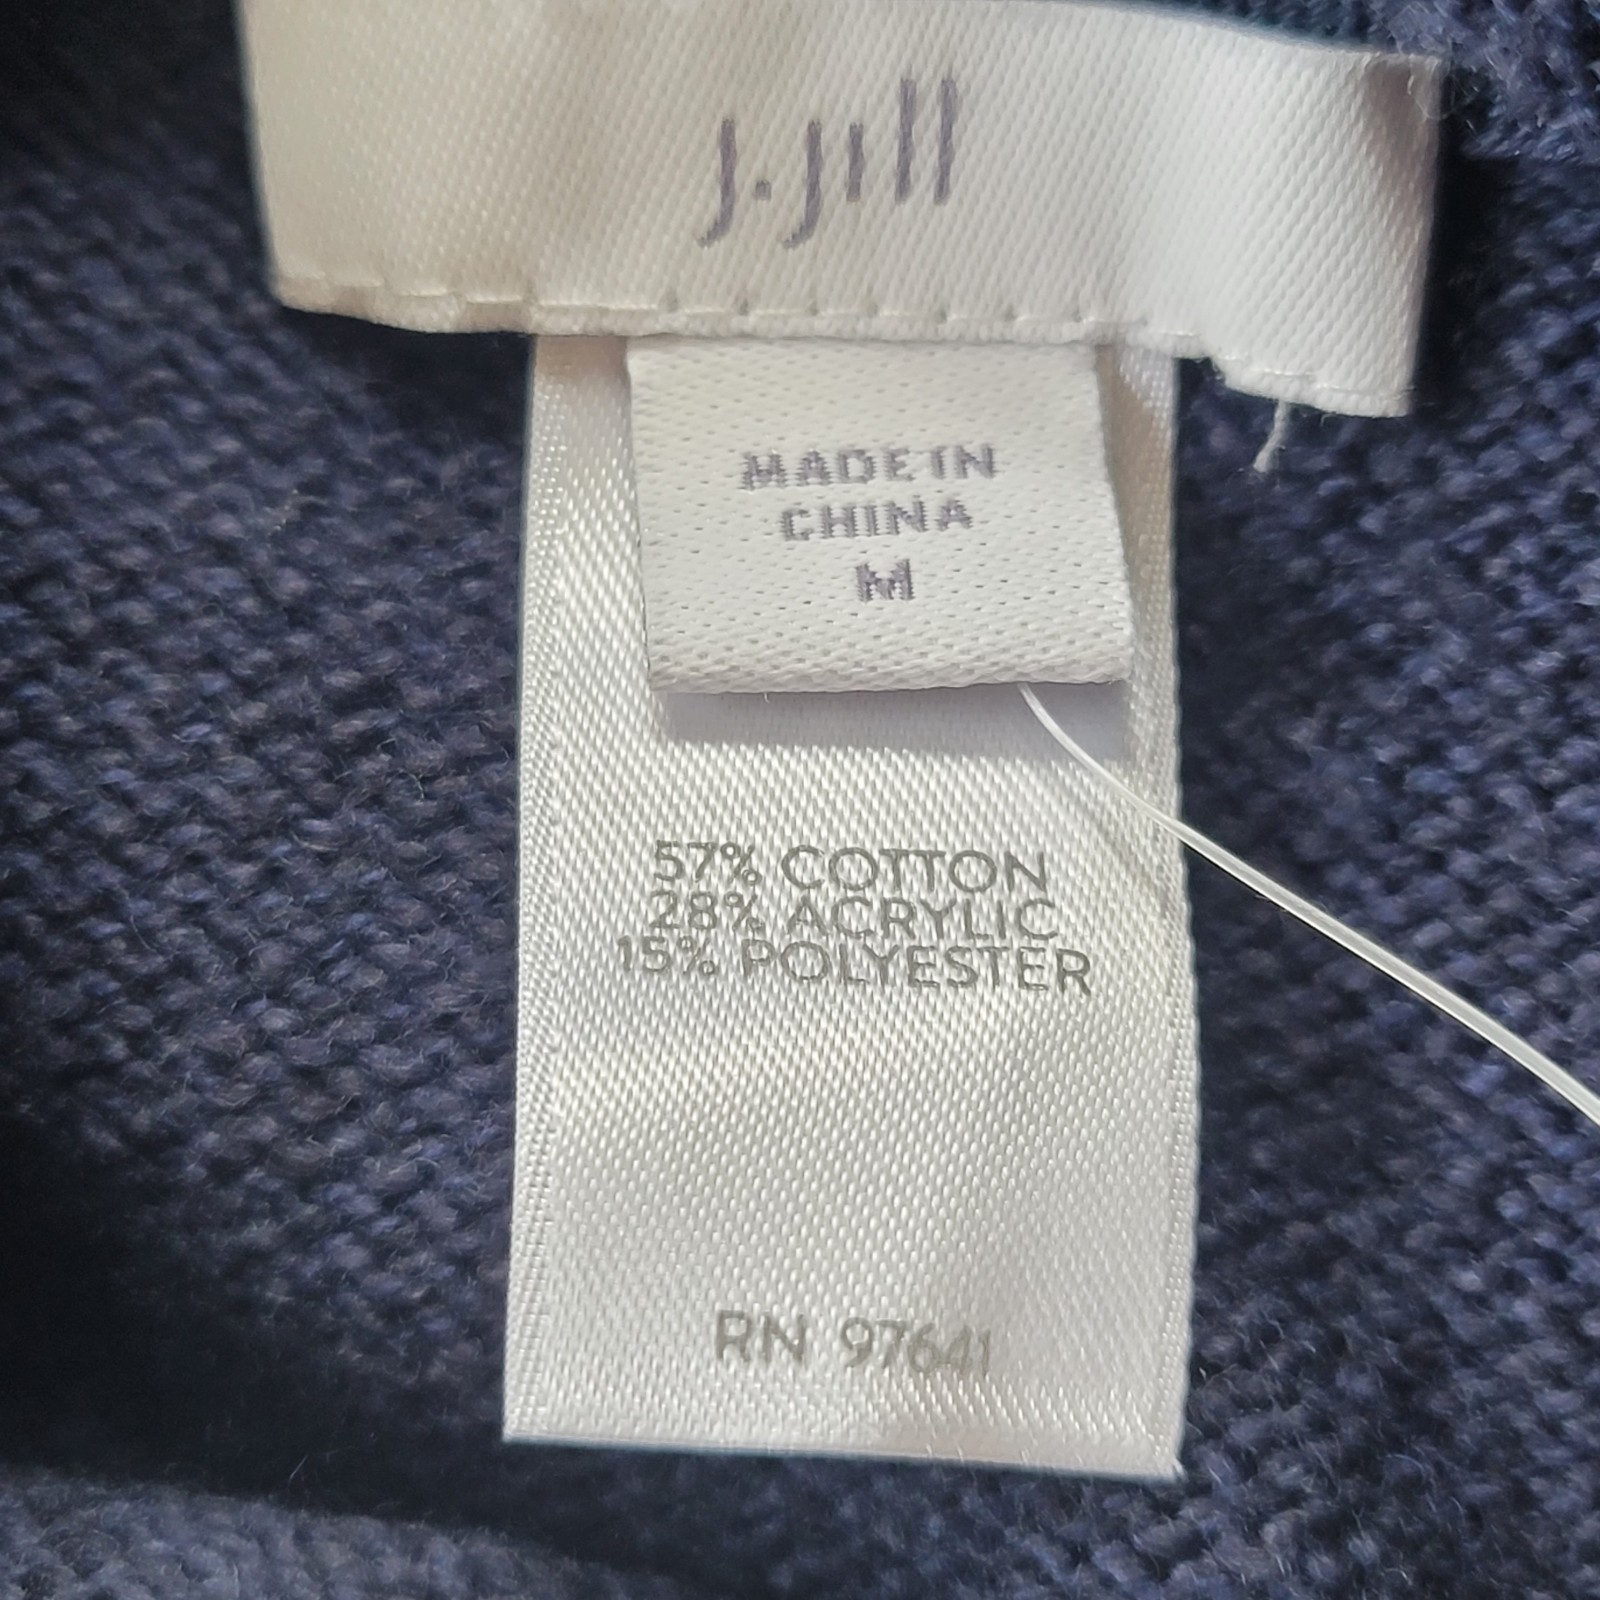 J.Jill
MADE IN
CHINA
M
57% COTTON
28% ACRYLIC
15% POLYESTER
RN 97641